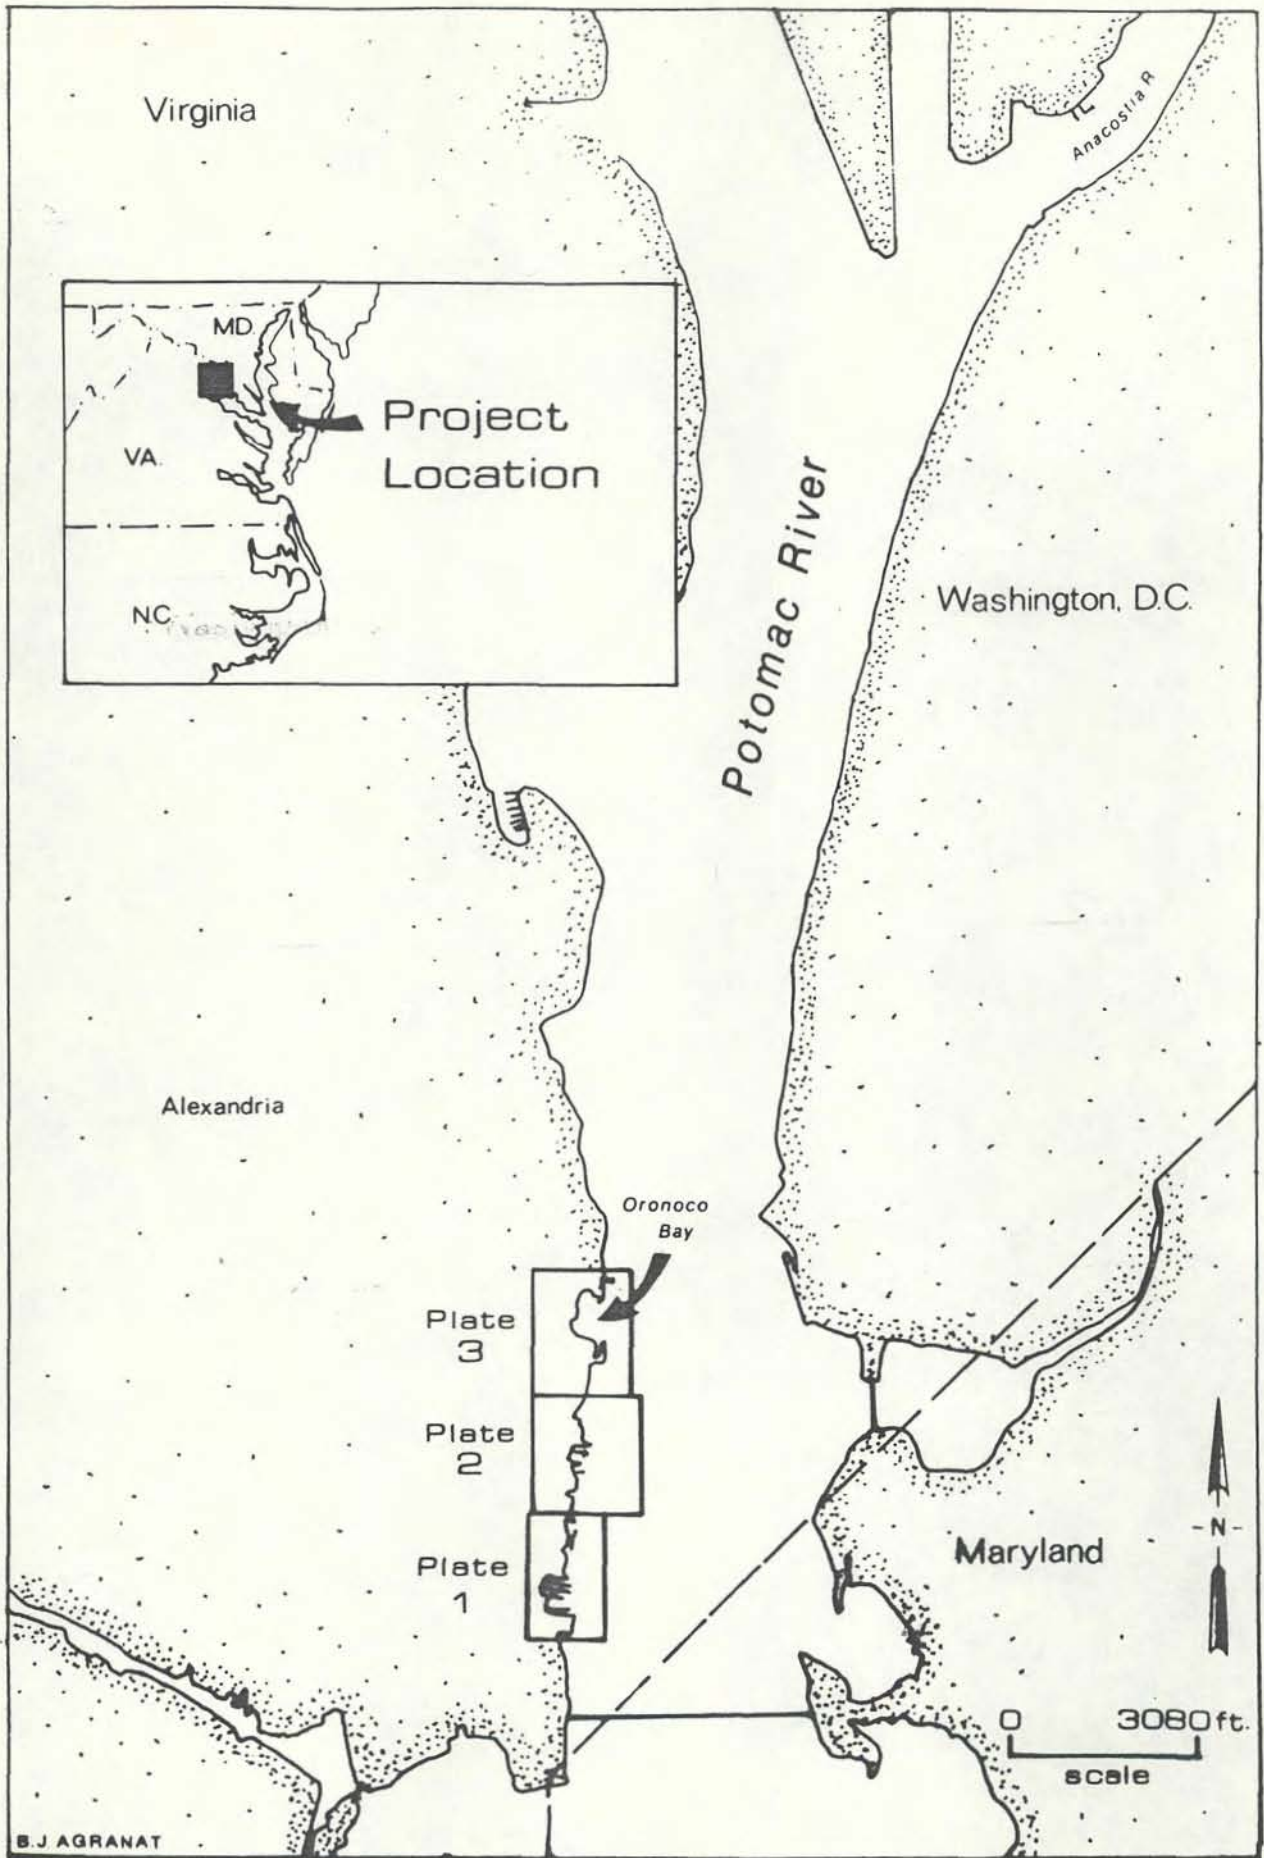 Virginia
Anacostia R
MD.
Project
Location
VA.
N.C.
Potomac River
Washington, D.C.
Alexandria
Oronoco
Bay
Plate
3
Plate
2
Plate
1
Maryland
N
0 3080 ft.
scale
B.J AGRANAT